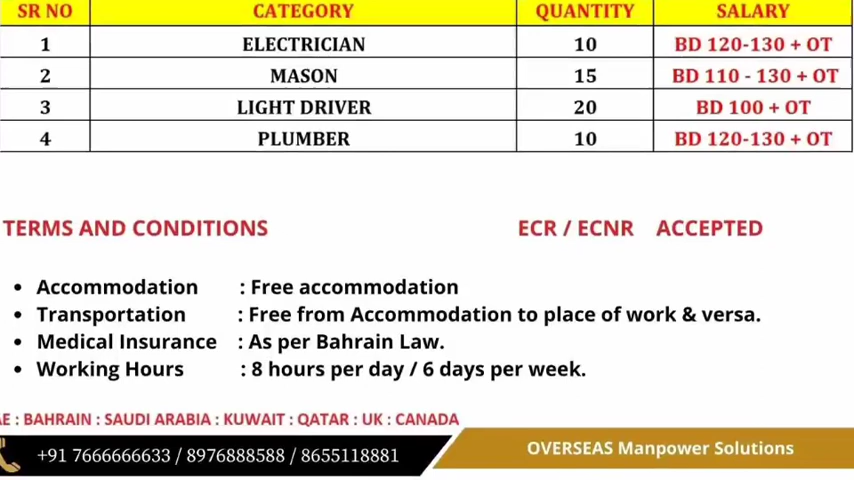 SR NO CATEGORY QUANTITY SALARY
1 ELECTRICIAN 10 BD 120-130 + OT
2 MASON 15 BD 110 - 130 + OT
3 LIGHT DRIVER 20 BD 100 + OT
4 PLUMBER 10 BD 120-130 + OT
TERMS AND CONDITIONS ECR / ECNR ACCEPTED
• Accommodation : Free accommodation
• Transportation : Free from Accommodation to place of work & versa.
• Medical Insurance : As per Bahrain Law.
• Working Hours : 8 hours per day / 6 days per week.
: BAHRAIN : SAUDI ARABIA : KUWAIT : QATAR : UK : CANADA
+91 7666666633 / 8976888588 / 8655118881
OVERSEAS Manpower Solutions